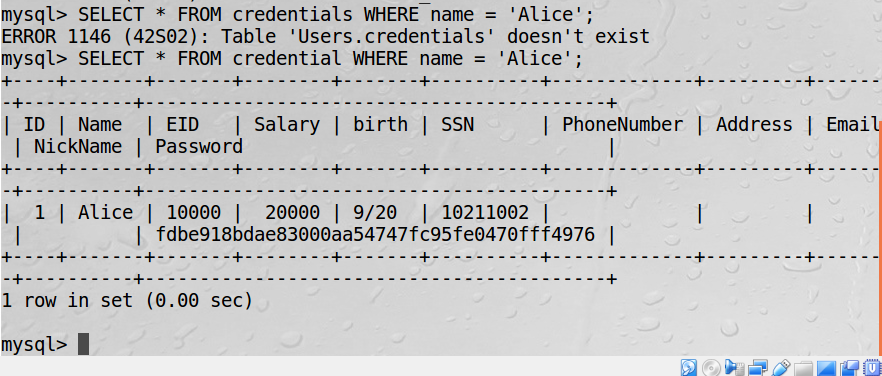 mysql> SELECT * FROM credentials WHERE name = 'Alice';
ERROR 1146 (42S02): Table 'Users.credentials' doesn't exist
mysql> SELECT * FROM credential WHERE name = 'Alice';
+----+-------+-------+--------+-------+----------+-------------+---------+------
-+----------+------------------------------------------+
| ID | Name  | EID   | Salary | birth | SSN      | PhoneNumber | Address | Email
 | NickName | Password                                 |
+----+-------+-------+--------+-------+----------+-------------+---------+------
-+----------+------------------------------------------+
|  1 | Alice | 10000 |  20000 | 9/20  | 10211002 |             |         |
 |          | fdbe918bdae83000aa54747fc95fe0470fff4976 |
+----+-------+-------+--------+-------+----------+-------------+---------+------
-+----------+------------------------------------------+
1 row in set (0.00 sec)
mysql>